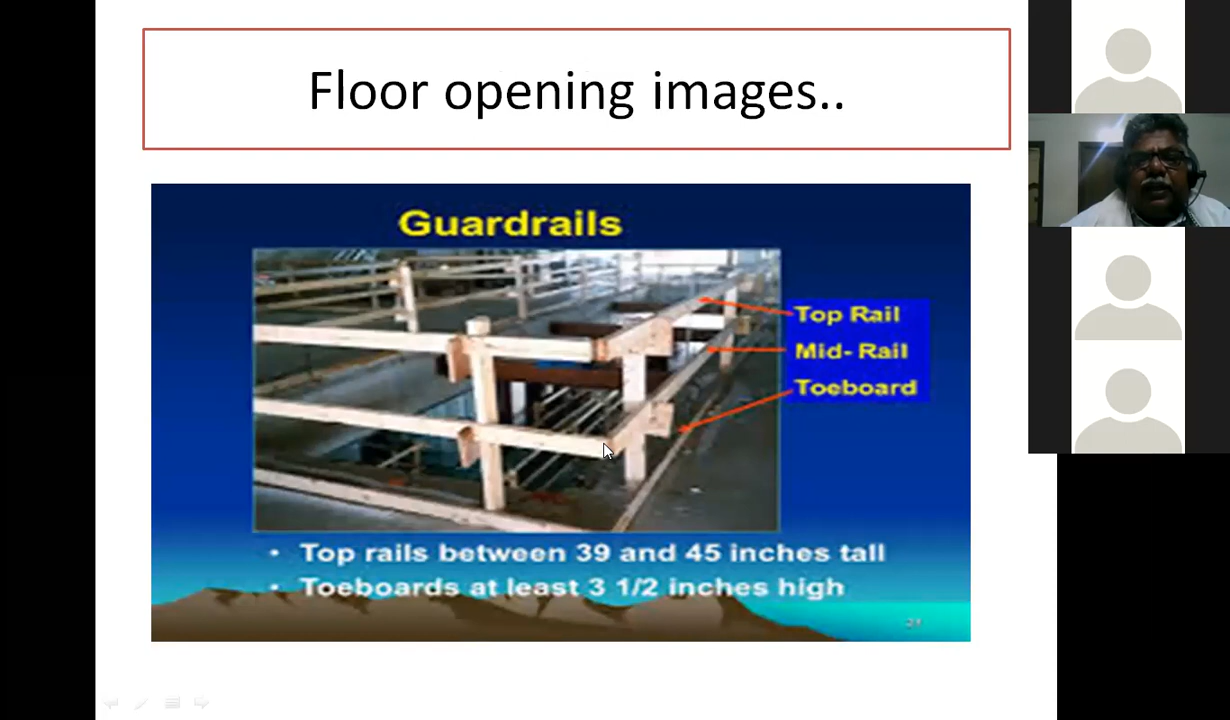 Floor opening images..
Guardrails
Top Rail
Mid- Rail
Toeboard
• Top rails between 39 and 45 inches tall
• Toeboards at least 3 1/2 inches high